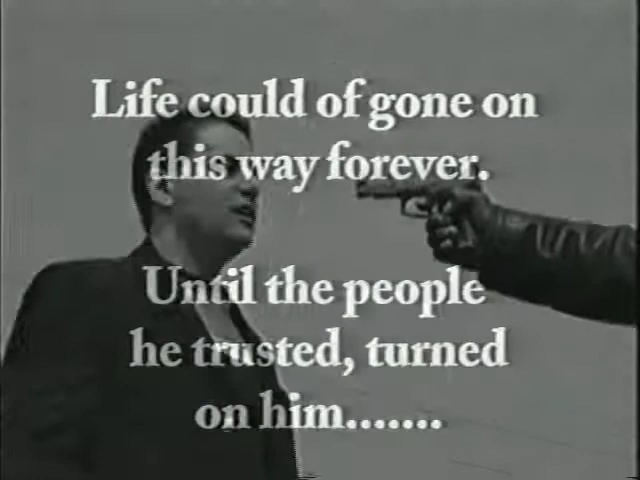 Life could of gone on
this way forever.
Until the people
he trusted, turned
on him.......